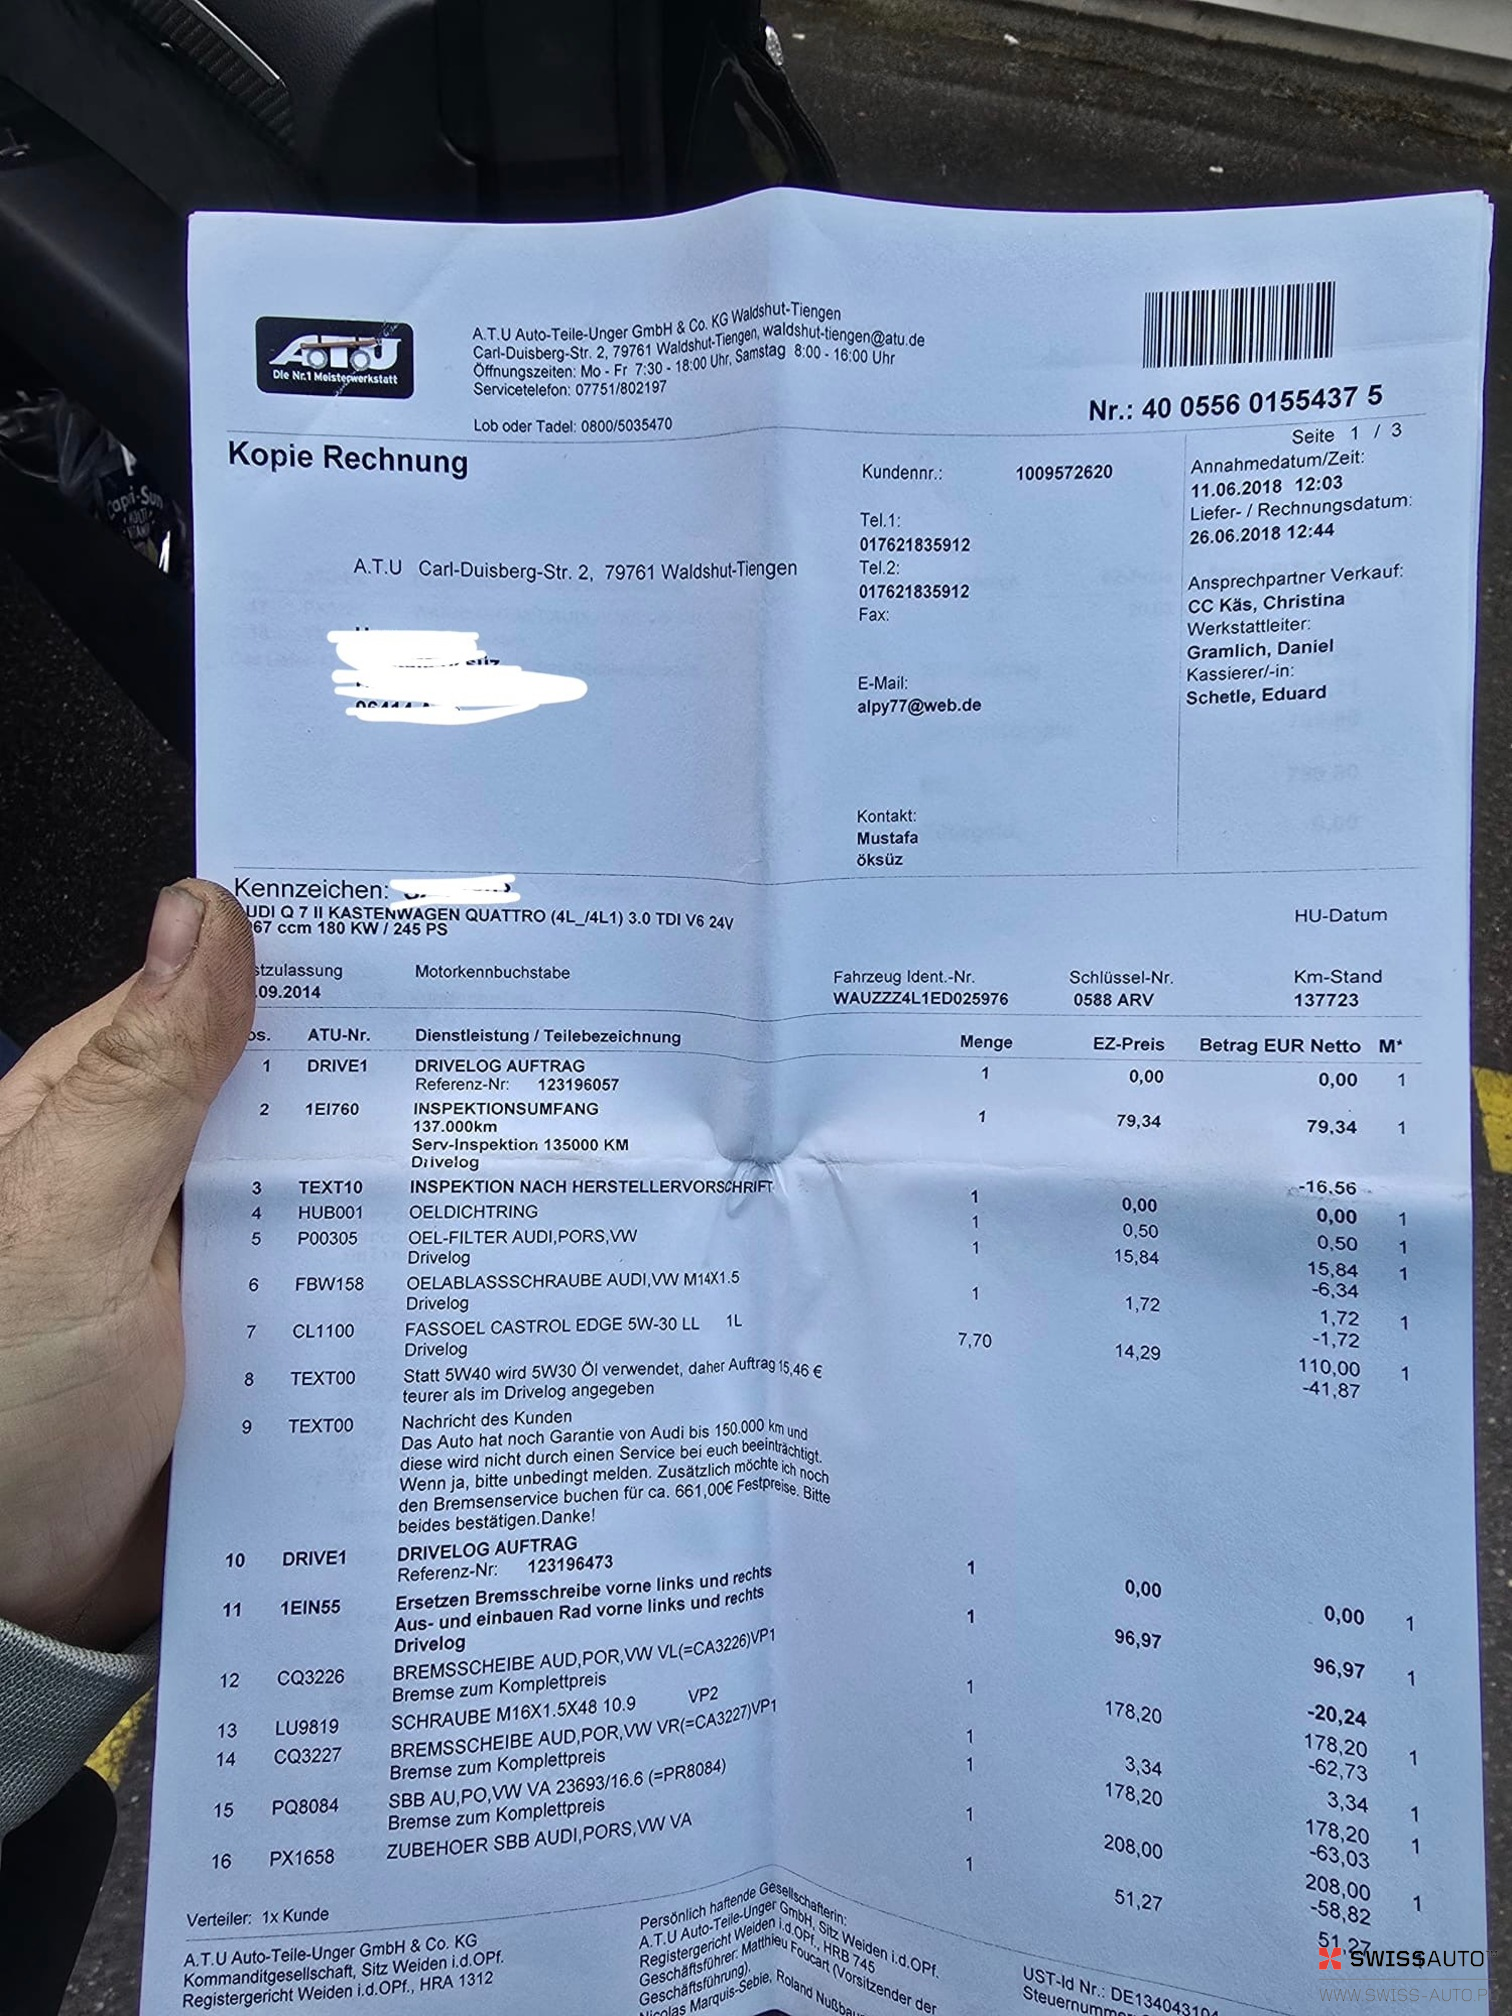 ATU
Die Nr.1 Meisterwerkstatt
A.T.U Auto-Teile-Unger GmbH & Co. KG Waldshut-Tiengen
Carl-Duisberg-Str. 2, 79761 Waldshut-Tiengen, waldshut-tiengen@atu.de
Öffnungszeiten: Mo - Fr 7:30 - 18:00 Uhr, Samstag 8:00 - 16:00 Uhr
Servicetelefon: 07751/802197
Lob oder Tadel: 0800/5035470
Nr.: 40 0556 0155437 5
Seite 1 / 3
Kopie Rechnung
Kundennr.: 1009572620
Annahmedatum/Zeit:
11.06.2018 12:03
Liefer- / Rechnungsdatum:
26.06.2018 12:44
Tel.1:
017621835912
Tel.2:
017621835912
Fax:
A.T.U Carl-Duisberg-Str. 2, 79761 Waldshut-Tiengen
Ansprechpartner Verkauf:
CC Käs, Christina
Werkstattleiter:
Gramlich, Daniel
Kassierer/-in:
Schetle, Eduard
E-Mail:
alpy77@web.de
Kontakt:
Mustafa
öksüz
Kennzeichen:
UDI Q 7 II KASTENWAGEN QUATTRO (4L_/4L1) 3.0 TDI V6 24V
67 ccm 180 KW / 245 PS
HU-Datum
stzulassung Motorkennbuchstabe Fahrzeug Ident.-Nr. Schlüssel-Nr. Km-Stand
.09.2014 WAUZZZ4L1ED025976 0588 ARV 137723
os. ATU-Nr. Dienstleistung / Teilebezeichnung Menge EZ-Preis Betrag EUR Netto M*
1 DRIVE1 DRIVELOG AUFTRAG 1 0,00 0,00 1
Referenz-Nr: 123196057
2 1EI760 INSPEKTIONSUMFANG 1 79,34 79,34 1
137.000km
Serv-Inspektion 135000 KM
Drivelog -16,56
3 TEXT10 INSPEKTION NACH HERSTELLERVORSCHRIFT 1 0,00 0,00 1
4 HUB001 OELDICHTRING 1 0,50 0,50 1
5 P00305 OEL-FILTER AUDI,PORS,VW 1 15,84 15,84 1
Drivelog -6,34
6 FBW158 OELABLASSSCHRAUBE AUDI,VW M14X1.5 1 1,72 1,72 1
Drivelog -1,72
7 CL1100 FASSOEL CASTROL EDGE 5W-30 LL 1L 7,70 14,29 110,00 1
Drivelog -41,87
8 TEXT00 Statt 5W40 wird 5W30 Öl verwendet, daher Auftrag 15,46 €
teurer als im Drivelog angegeben
9 TEXT00 Nachricht des Kunden
Das Auto hat noch Garantie von Audi bis 150.000 km und
diese wird nicht durch einen Service bei euch beeinträchtigt.
Wenn ja, bitte unbedingt melden. Zusätzlich möchte ich noch
den Bremsenservice buchen für ca. 661,00€ Festpreise. Bitte
beides bestätigen.Danke!
10 DRIVE1 DRIVELOG AUFTRAG 1 0,00 0,00 1
Referenz-Nr: 123196473
11 1EIN55 Ersetzen Bremsschreibe vorne links und rechts 1 96,97 96,97 1
Aus- und einbauen Rad vorne links und rechts
Drivelog -20,24
12 CQ3226 BREMSSCHEIBE AUD,POR,VW VL(=CA3226)VP1 1 178,20 178,20 1
Bremse zum Komplettpreis -62,73
13 LU9819 SCHRAUBE M16X1.5X48 10.9 VP2 1 3,34 3,34 1
14 CQ3227 BREMSSCHEIBE AUD,POR,VW VR(=CA3227)VP1 1 178,20 178,20 1
Bremse zum Komplettpreis -63,03
15 PQ8084 SBB AU,PO,VW VA 23693/16.6 (=PR8084) 1 208,00 208,00 1
Bremse zum Komplettpreis -58,82
16 PX1658 ZUBEHOER SBB AUDI,PORS,VW VA 1 51,27 51,27
Verteiler: 1x Kunde
A.T.U Auto-Teile-Unger GmbH & Co. KG
Kommanditgesellschaft, Sitz Weiden i.d.OPf.
Registergericht Weiden i.d.OPf., HRA 1312
Persönlich haftende Gesellschafterin:
A.T.U Auto-Teile-Unger GmbH, Sitz Weiden i.d.OPf.
Registergericht Weiden i.d.OPf., HRB 745
Geschäftsführer: Matthieu Foucart (Vorsitzender der
Geschäftsführung),
Nicolas Marquis-Sebie, Roland
UST-Id Nr.: DE134043104
Capri-Sun
SWISSAUTO
WWW.SWISS-AUTO.PL